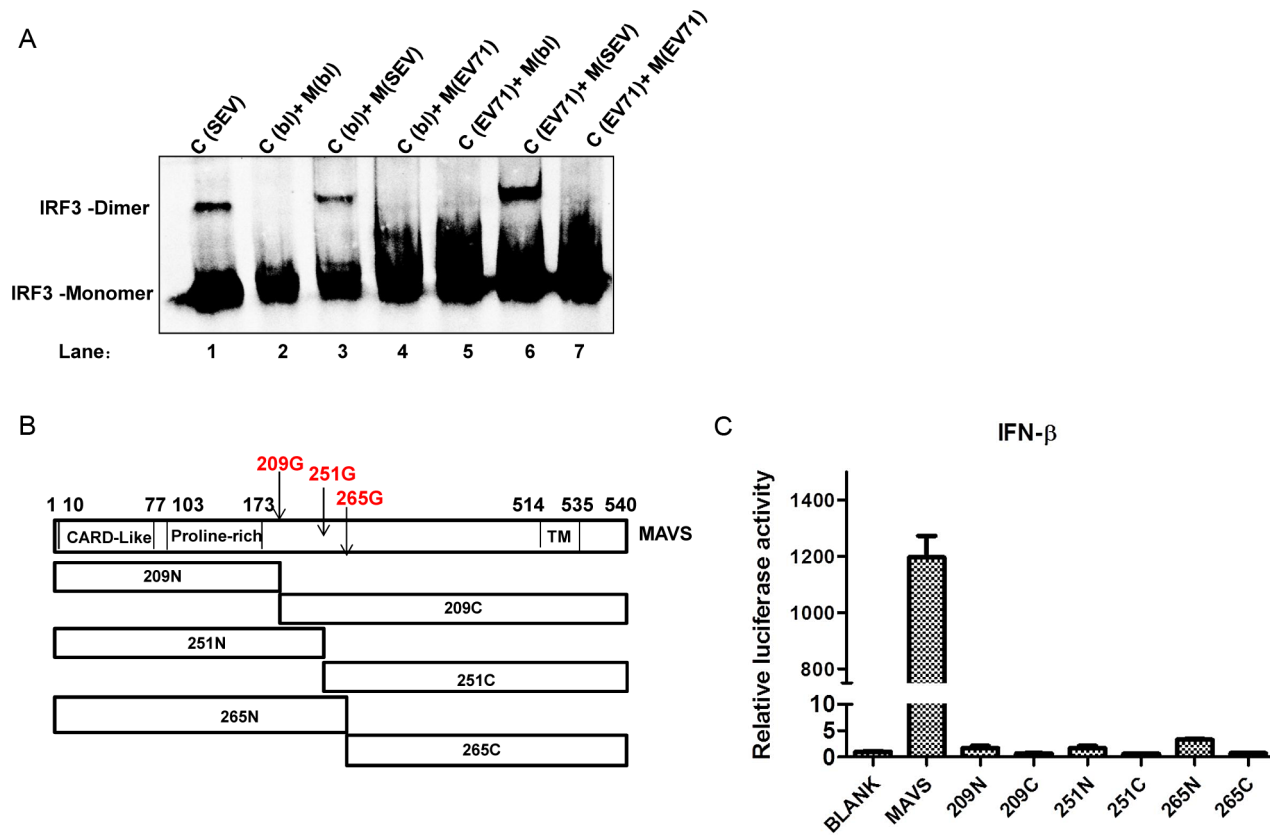 A
C (SEV)
C (bl)+ M(bl)
C (bl)+ M(SEV)
C (bl)+ M(EV71)
C (EV71)+ M(bl)
C (EV71)+ M(SEV)
C (EV71)+ M(EV71)
IRF3 -Dimer
IRF3 -Monomer
Lane: 1 2 3 4 5 6 7
B
209G
251G
265G
1 10 77 103 173 514 535 540
CARD-Like Proline-rich TM MAVS
209N
209C
251N
251C
265N
265C
C
IFN-β
Relative luciferase activity
1400
1200
1000
800
10
5
0
BLANK
MAVS
209N
209C
251N
251C
265N
265C